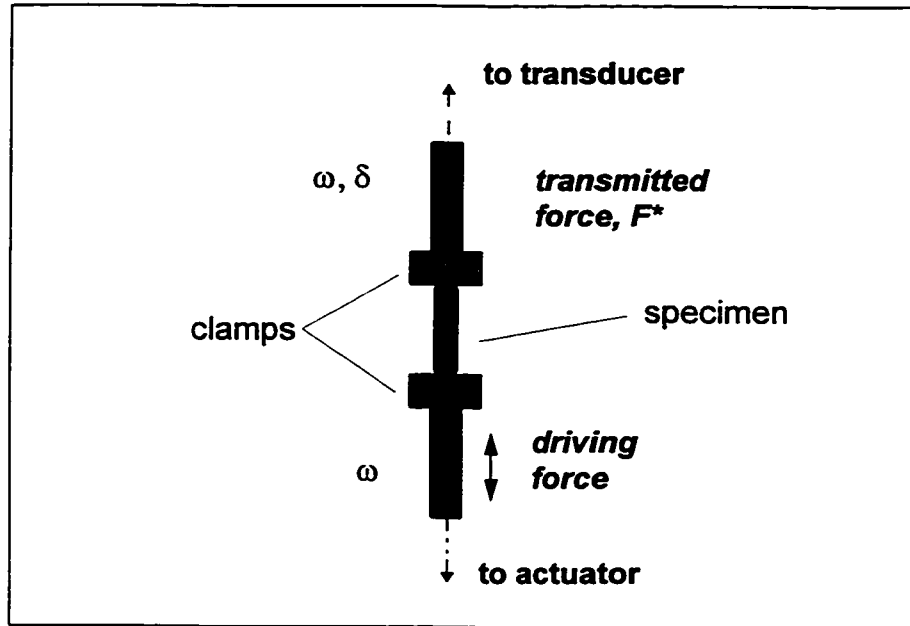 to transducer
ω, δ
transmitted
force, F*
clamps
specimen
driving
force
ω
to actuator